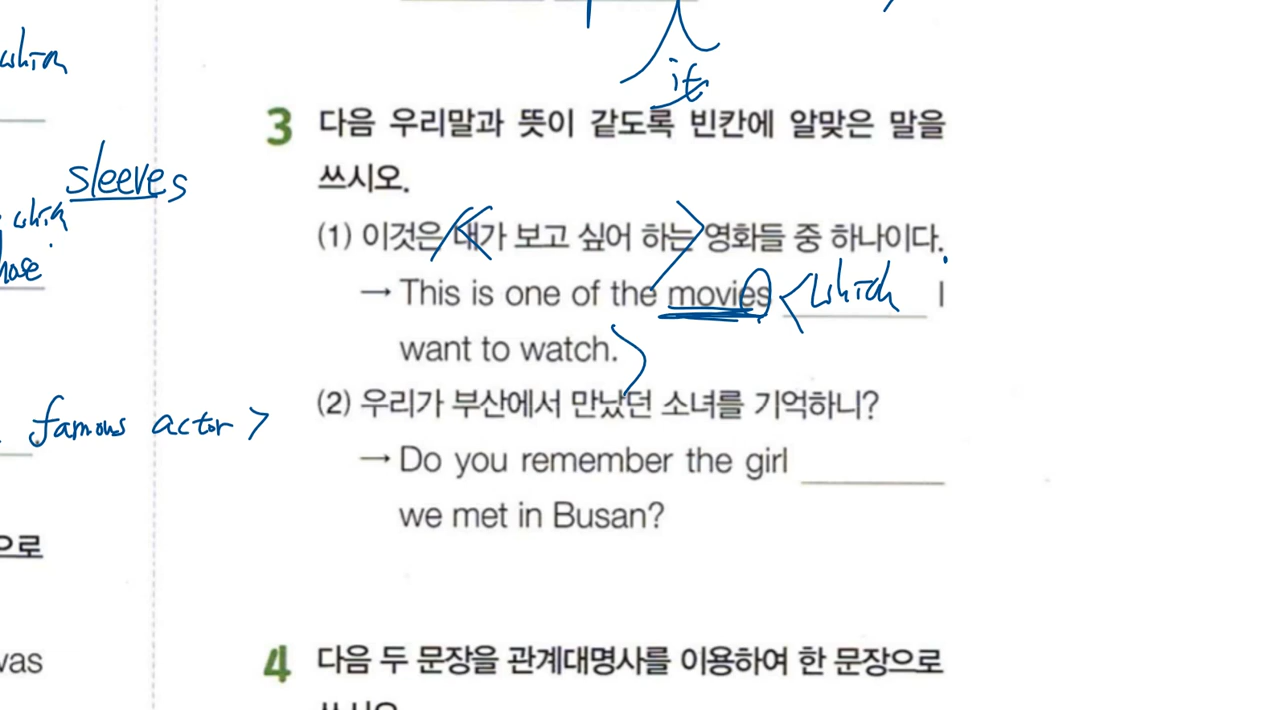 which
it
3 다음 우리말과 뜻이 같도록 빈칸에 알맞은 말을
쓰시오.
sleeves
(1) 이것은 내가 보고 싶어 하는 영화들 중 하나이다.
→ This is one of the movies which I
want to watch.
(2) 우리가 부산에서 만났던 소녀를 기억하니?
famous actor
→ Do you remember the girl
we met in Busan?
으로
4 다음 두 문장을 관계대명사를 이용하여 한 문장으로